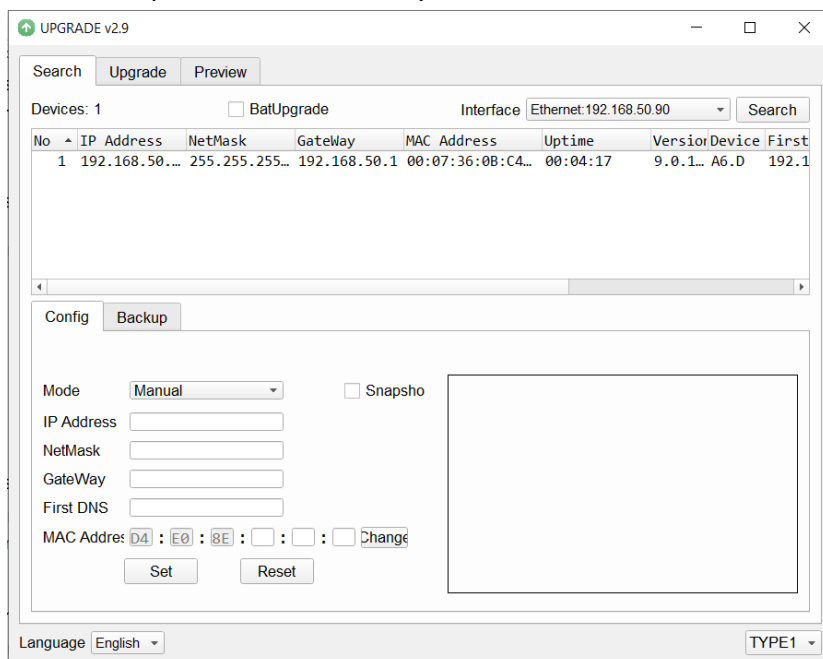 UPGRADE v2.9
Search Upgrade Preview
Devices: 1 BatUpgrade Interface Ethernet:192.168.50.90 Search
No IP Address NetMask GateWay MAC Address Uptime Version Device First
1 192.168.50.... 255.255.255... 192.168.50.1 00:07:36:0B:C4... 00:04:17 9.0.1... A6.D 192.1
Config Backup
Mode Manual Snapsho
IP Address
NetMask
GateWay
First DNS
MAC Addres D4 : E0 : 8E : : : Change
Set Reset
Language English TYPE1